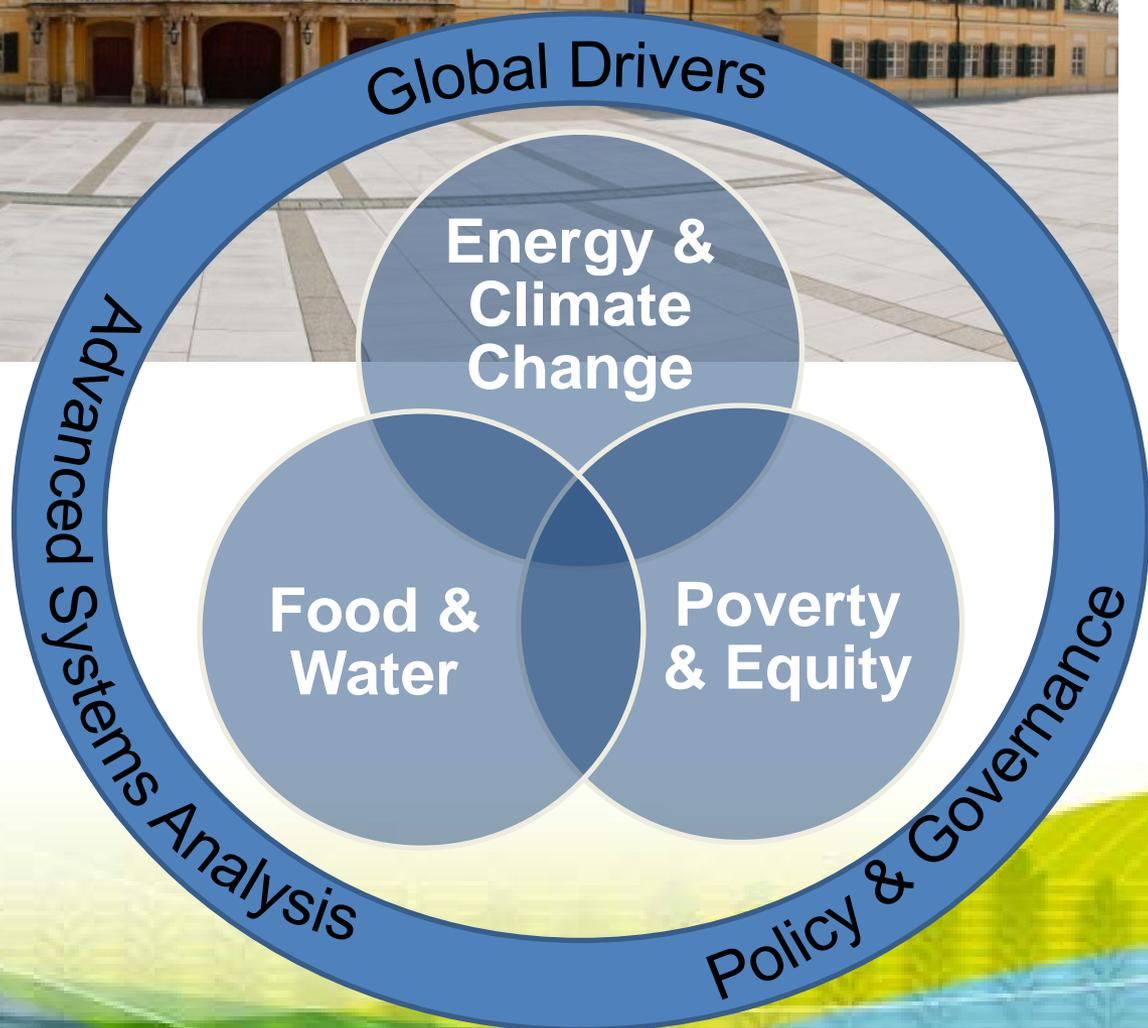 Global Drivers
Energy &
Climate
Change
Advanced Systems Analysis
Food &
Water
Poverty
& Equity
Policy & Governance